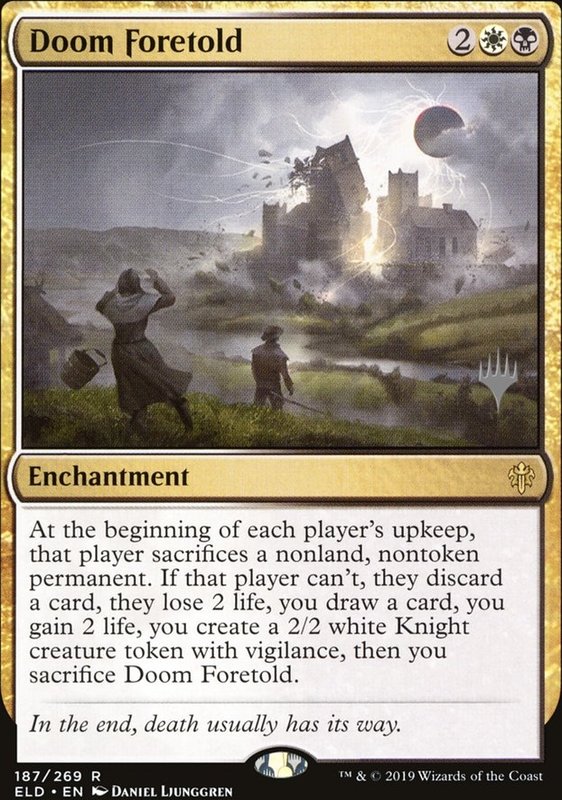 Doom Foretold 2
Enchantment
At the beginning of each player's upkeep,
that player sacrifices a nonland, nontoken
permanent. If that player can't, they discard
a card, they lose 2 life, you draw a card, you
gain 2 life, you create a 2/2 white Knight
creature token with vigilance, then you
sacrifice Doom Foretold.
In the end, death usually has its way.
187/269 R
ELD • EN Daniel Ljunggren
™ & © 2019 Wizards of the Coast